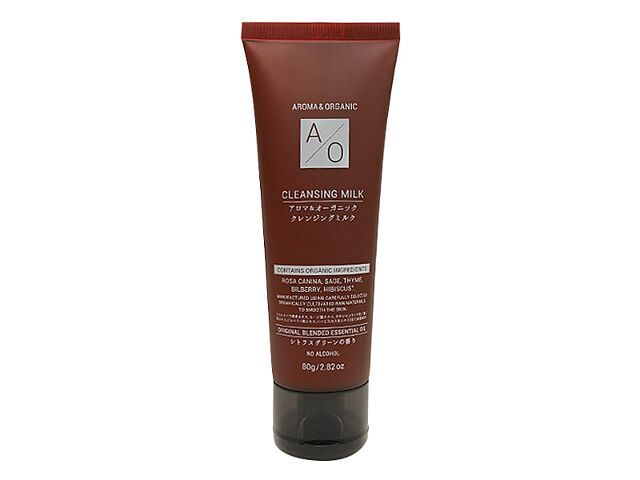 AROMA & ORGANIC
A/O
CLEANSING MILK
アロマ&オーガニック
クレンジングミルク
CONTAINS ORGANIC INGREDIENTS
ROSA CANINA, SAGE, THYME,
BILBERRY, HIBISCUS*
MANUFACTURED USING CAREFULLY SELECTED
ORGANICALLY CULTIVATED RAW MATERIALS
TO SMOOTH THE SKIN.
ORIGINAL BLENDED ESSENTIAL OIL
シトラスグリーンの香り
NO ALCOHOL
80g/2.82oz